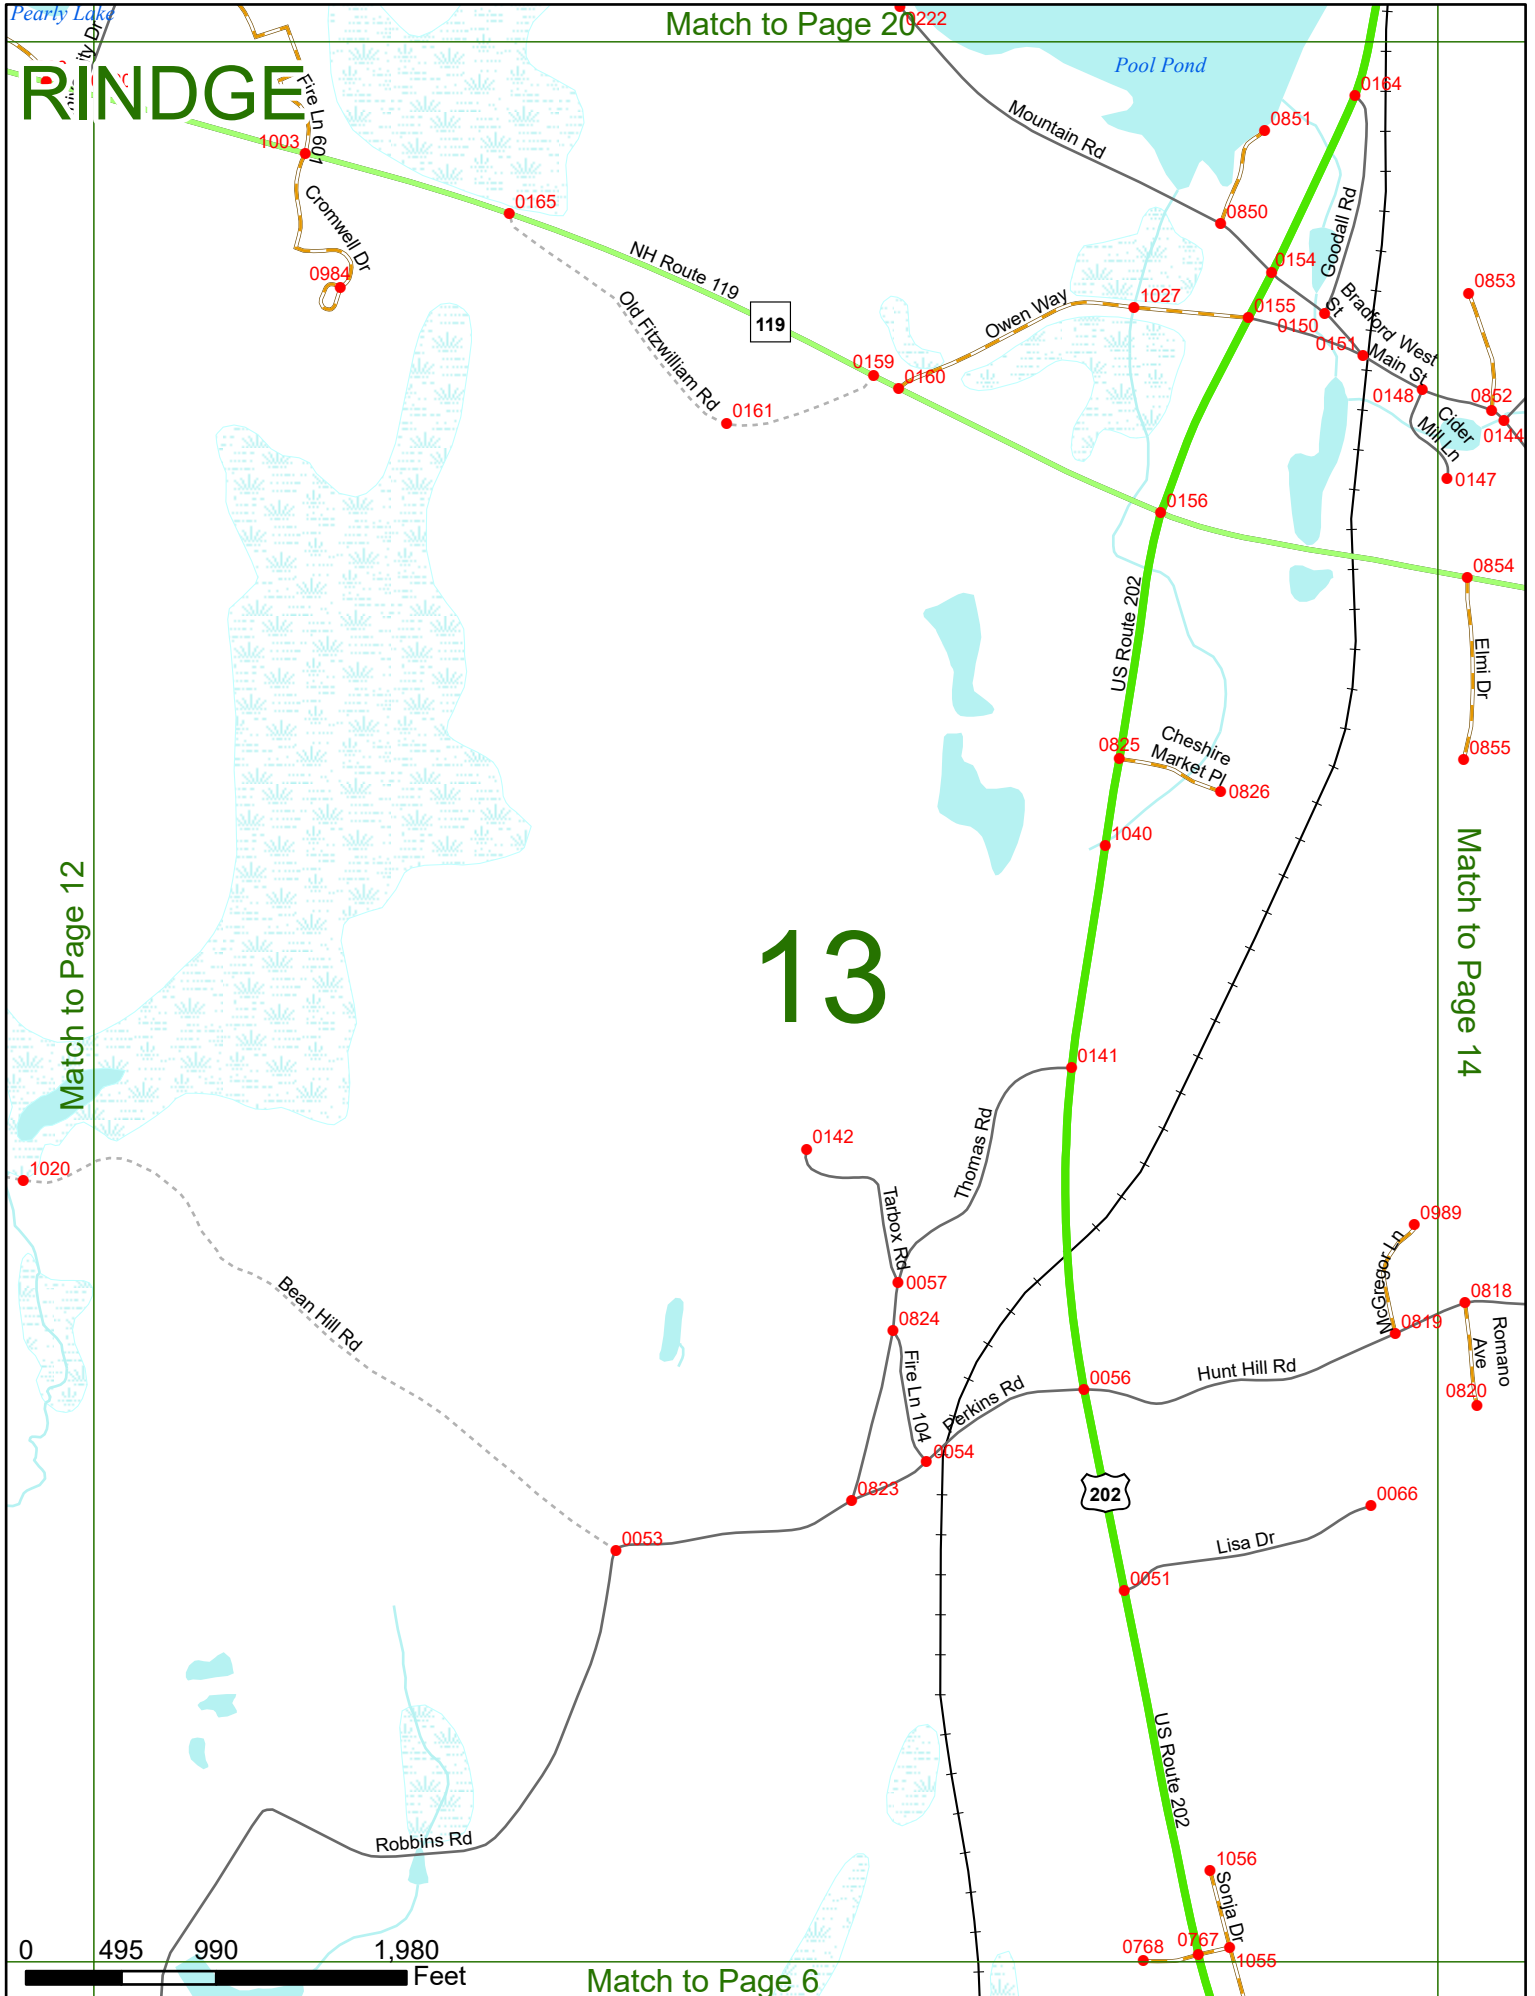 Pearly Lake
Match to Page 20
0222
RINDGE
Pool Pond
0164
0851
Mountain Rd
Fire Ln 601
1003
Cromwell Dr
0984
0165
NH Route 119
119
Old Fitzwilliam Rd
0161
0159
0160
Owen Way
1027
0850
0154
0155
Goodall Rd
0150
Bradford
St
0151
West
Main St
0148
0853
0852
0144
Cider
Mill Ln
0147
0156
0854
Elmi Dr
0855
US Route 202
0825
Cheshire
Market Pl
0826
1040
Match to Page 12
13
Match to Page 14
0141
Thomas Rd
0142
Tarbox Rd
0057
0824
Fire Ln 104
1020
Bean Hill Rd
0989
McGregor Ln
0818
0819
Romano
Ave
0820
0056
Hunt Hill Rd
Perkins Rd
0054
0823
202
0066
Lisa Dr
0051
0053
US Route 202
Robbins Rd
1056
Sonja Dr
0768
0767
1055
0 495 990 1,980
Feet
Match to Page 6